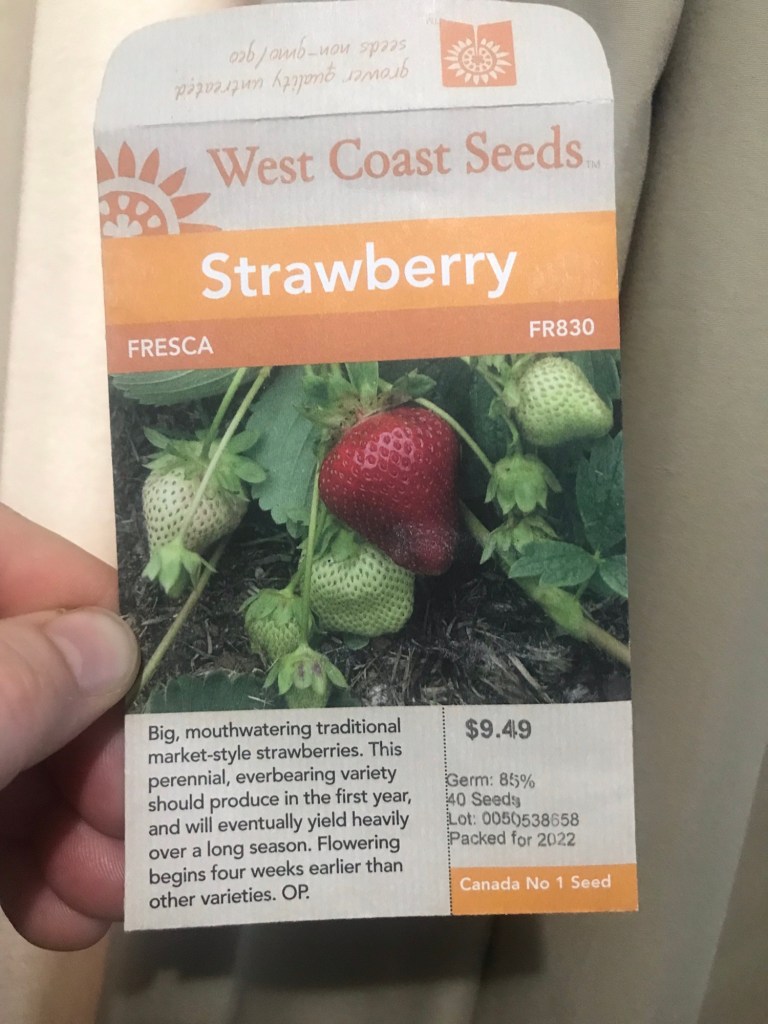 grower quality untreated
seeds non-gmo/geo
West Coast Seeds™
Strawberry
FRESCA
FR830
Big, mouthwatering traditional
market-style strawberries. This
perennial, everbearing variety
should produce in the first year,
and will eventually yield heavily
over a long season. Flowering
begins four weeks earlier than
other varieties. OP.
$9.49
Germ: 85%
40 Seeds
Lot: 0050538658
Packed for 2022
Canada No 1 Seed